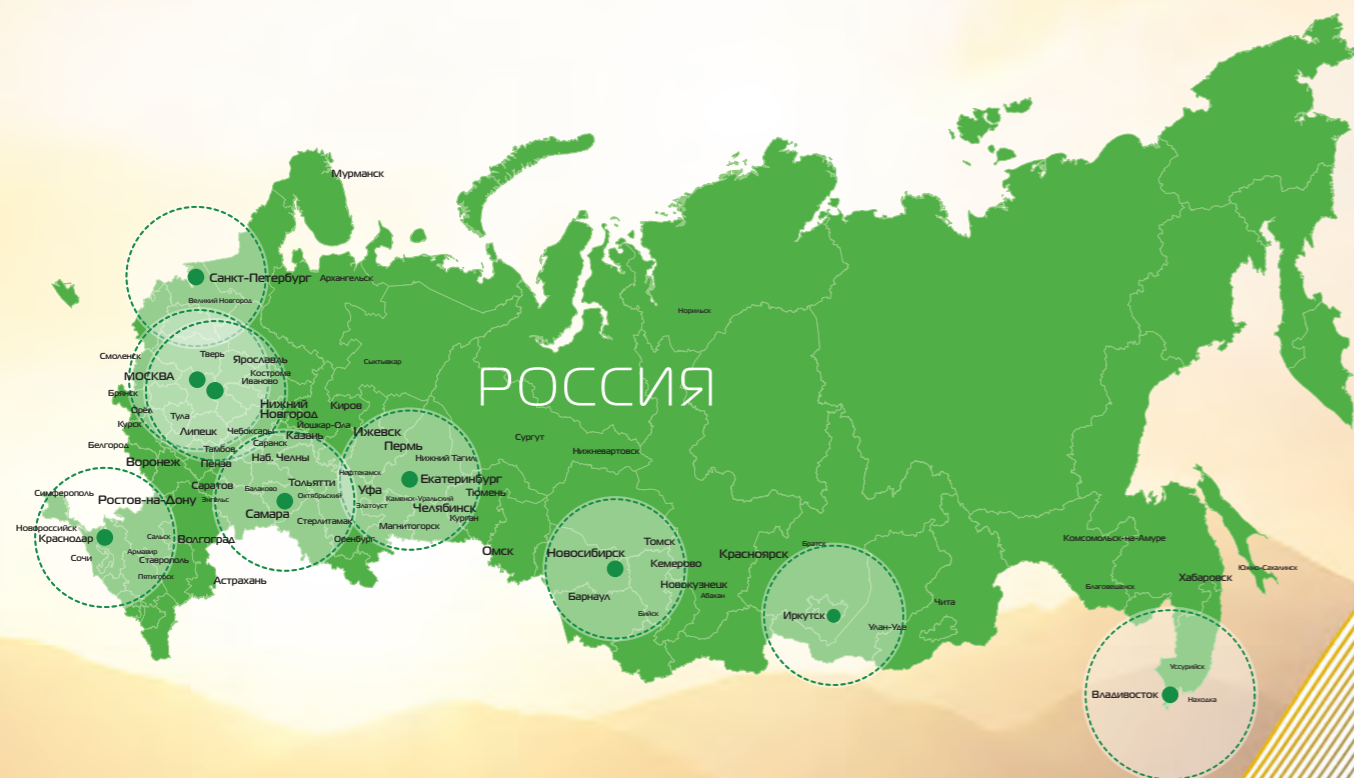 Мурманск
Санкт-Петербург
Архангельск
Великий Новгород
Норильск
Смоленск
Тверь
Ярославль
Сыктывкар
МОСКВА
Кострома
Иваново
РОССИЯ
Брянск
Орёл
Тула
Нижний
Новгород
Киров
Курск
Липецк
Чебоксары
Йошкар-Ола
Казань
Ижевск
Сургут
Белгород
Тамбов
Саранск
Пермь
Нижневартовск
Воронеж
Пенза
Наб. Челны
Нижний Тагил
Нефтекамск
Екатеринбург
Симферополь
Саратов
Балаково
Тольятти
Уфа
Тюмень
Ростов-на-Дону
Энгельс
Октябрьский
Каменск-Уральский
Златоуст
Челябинск
Самара
Стерлитамак
Курган
Новороссийск
Магнитогорск
Краснодар
Сальск
Волгоград
Оренбург
Комсомольск-на-Амуре
Армавир
Омск
Новосибирск
Томск
Красноярск
Братск
Сочи
Ставрополь
Кемерово
Южно-Сахалинск
Пятигорск
Астрахань
Новокузнецк
Хабаровск
Барнаул
Абакан
Благовещенск
Бийск
Иркутск
Чита
Улан-Удэ
Уссурийск
Владивосток
Находка